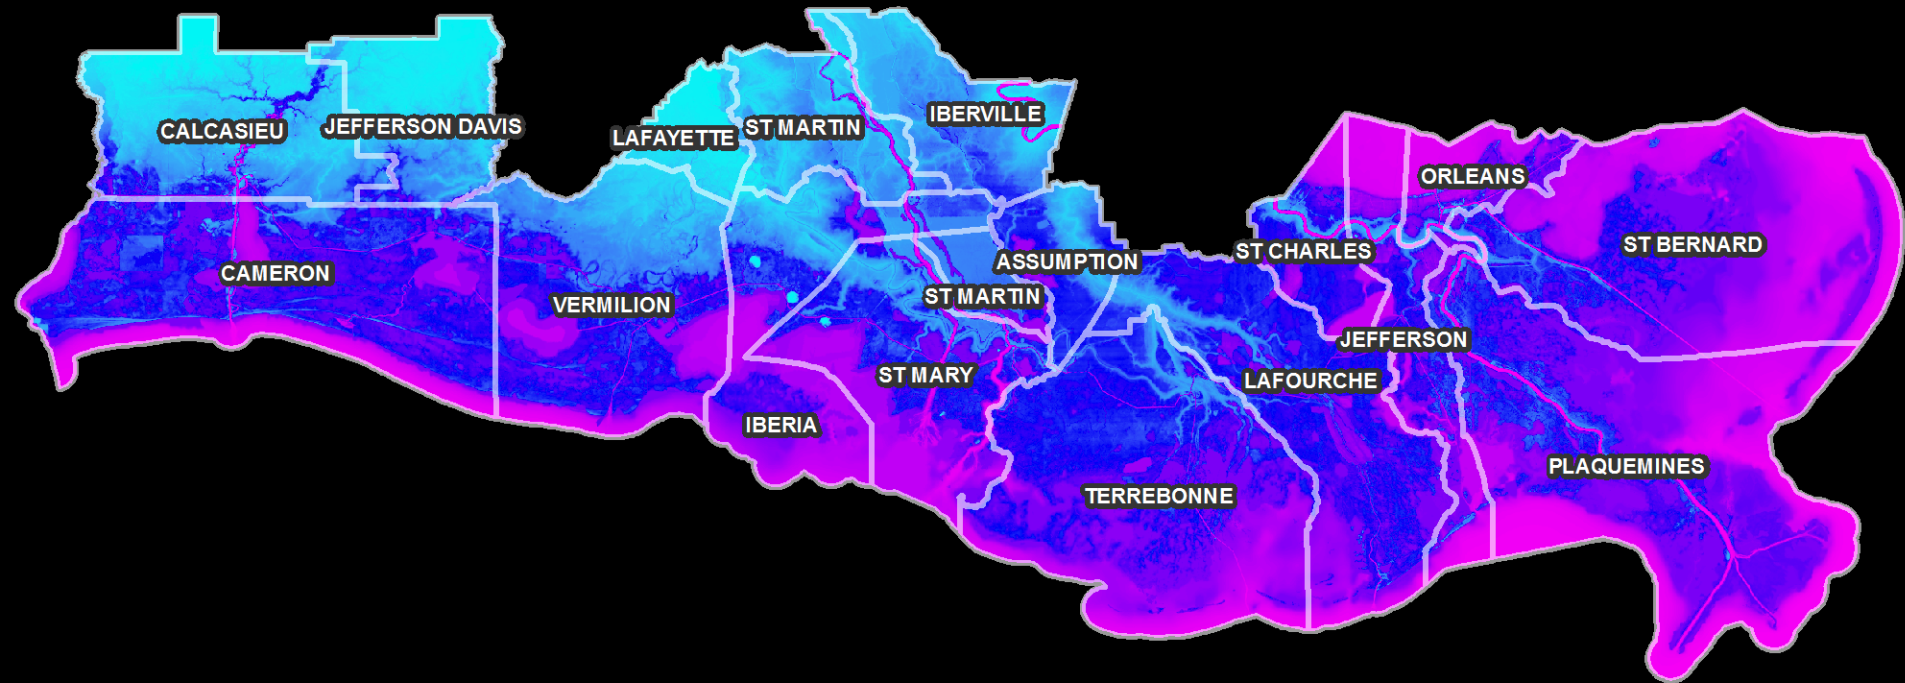 IBERVILLE
CALCASIEU
JEFFERSON DAVIS
LAFAYETTE
ST MARTIN
ORLEANS
ST BERNARD
ST CHARLES
ASSUMPTION
CAMERON
VERMILION
ST MARTIN
JEFFERSON
ST MARY
LAFOURCHE
IBERIA
PLAQUEMINES
TERREBONNE